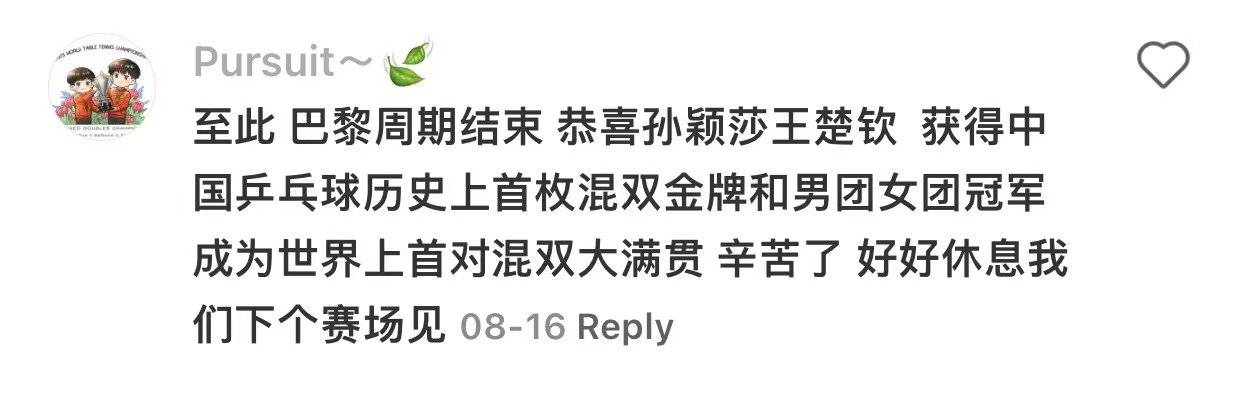 Pursuit～🍃
至此 巴黎周期结束 恭喜孙颖莎王楚钦 获得中
国乒乓球历史上首枚混双金牌和男团女团冠军
成为世界上首对混双大满贯 辛苦了 好好休息我
们下个赛场见 08-16 Reply